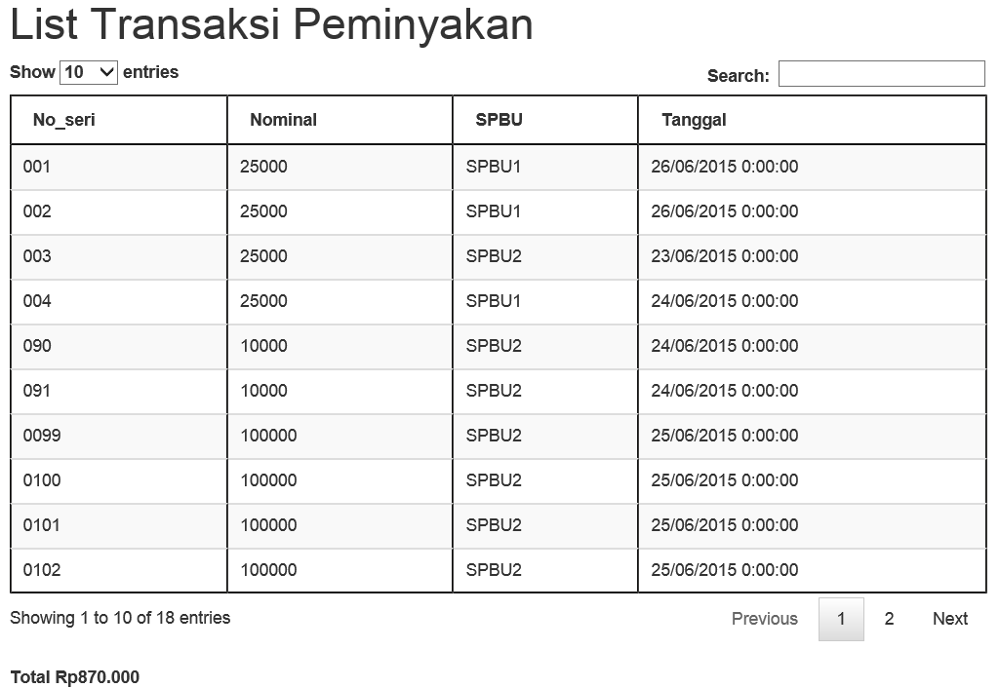 List Transaksi Peminyakan
Show 10 entries Search:
No_seri Nominal SPBU Tanggal
001 25000 SPBU1 26/06/2015 0:00:00
002 25000 SPBU1 26/06/2015 0:00:00
003 25000 SPBU2 23/06/2015 0:00:00
004 25000 SPBU1 24/06/2015 0:00:00
090 10000 SPBU2 24/06/2015 0:00:00
091 10000 SPBU2 24/06/2015 0:00:00
0099 100000 SPBU2 25/06/2015 0:00:00
0100 100000 SPBU2 25/06/2015 0:00:00
0101 100000 SPBU2 25/06/2015 0:00:00
0102 100000 SPBU2 25/06/2015 0:00:00
Showing 1 to 10 of 18 entries Previous 1 2 Next
Total Rp870.000